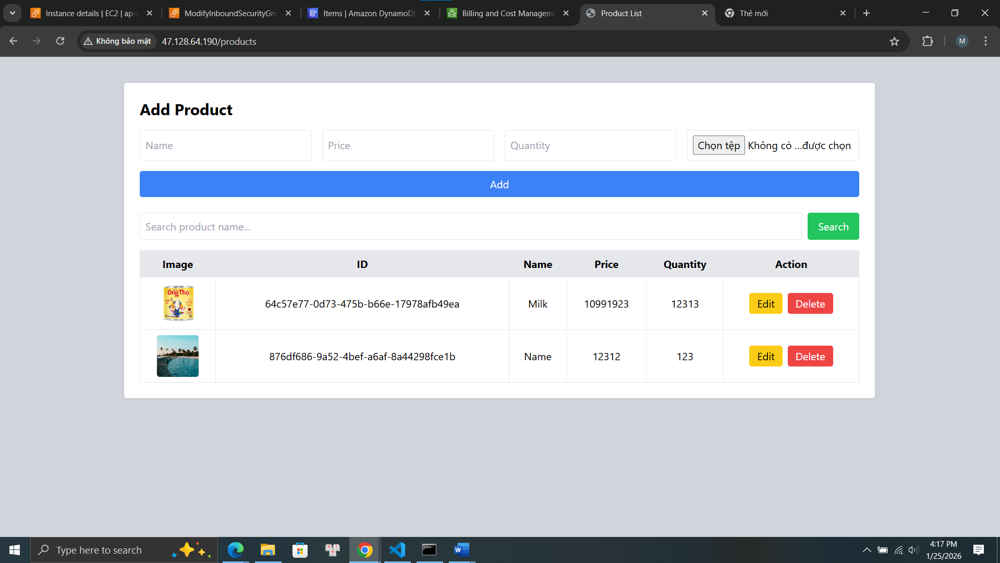 Instance details | EC2 | ap-s
ModifyInboundSecurityGro
Items | Amazon DynamoDB
Billing and Cost Manageme
Product List
Thẻ mới
Không bảo mật
47.128.64.190/products
M
Add Product
Name
Price
Quantity
Chọn tệp Không có ...được chọn
Add
Search product name...
Search
Image ID Name Price Quantity Action
Ông Thọ
64c57e77-0d73-475b-b66e-17978afb49ea Milk 10991923 12313 Edit Delete
876df686-9a52-4bef-a6af-8a44298fce1b Name 12312 123 Edit Delete
Type here to search
4:17 PM
1/25/2026